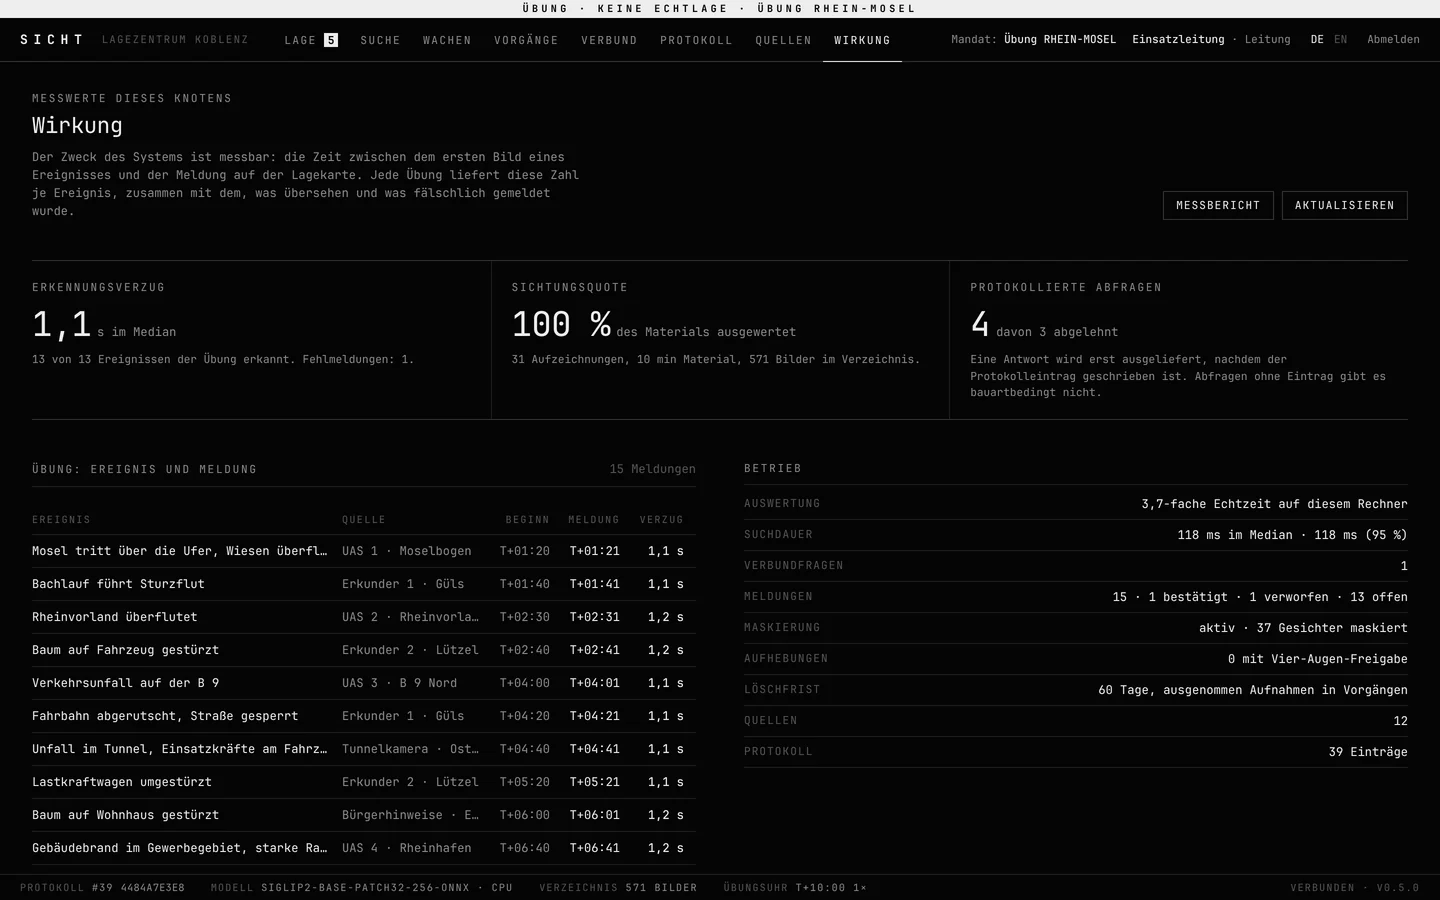 ÜBUNG · KEINE ECHTLAGE · ÜBUNG RHEIN-MOSEL
SICHT LAGEZENTRUM KOBLENZ LAGE 5 SUCHE WACHEN VORGÄNGE VERBUND PROTOKOLL QUELLEN WIRKUNG Mandat: Übung RHEIN-MOSEL Einsatzleitung · Leitung DE EN Abmelden
MESSWERTE DIESES KNOTENS
Wirkung
Der Zweck des Systems ist messbar: die Zeit zwischen dem ersten Bild eines
Ereignisses und der Meldung auf der Lagekarte. Jede Übung liefert diese Zahl
je Ereignis, zusammen mit dem, was übersehen und was fälschlich gemeldet
wurde.
MESSBERICHT AKTUALISIEREN
ERKENNUNGSVERZUG
1,1 s im Median
13 von 13 Ereignissen der Übung erkannt. Fehlmeldungen: 1.
SICHTUNGSQUOTE
100 % des Materials ausgewertet
31 Aufzeichnungen, 10 min Material, 571 Bilder im Verzeichnis.
PROTOKOLLIERTE ABFRAGEN
4 davon 3 abgelehnt
Eine Antwort wird erst ausgeliefert, nachdem der
Protokolleintrag geschrieben ist. Abfragen ohne Eintrag gibt es
bauartbedingt nicht.
ÜBUNG: EREIGNIS UND MELDUNG 15 Meldungen
EREIGNIS QUELLE BEGINN MELDUNG VERZUG
Mosel tritt über die Ufer, Wiesen überfl… UAS 1 · Moselbogen T+01:20 T+01:21 1,1 s
Bachlauf führt Sturzflut Erkunder 1 · Güls T+01:40 T+01:41 1,1 s
Rheinvorland überflutet UAS 2 · Rheinvorla… T+02:30 T+02:31 1,2 s
Baum auf Fahrzeug gestürzt Erkunder 2 · Lützel T+02:40 T+02:41 1,2 s
Verkehrsunfall auf der B 9 UAS 3 · B 9 Nord T+04:00 T+04:01 1,1 s
Fahrbahn abgerutscht, Straße gesperrt Erkunder 1 · Güls T+04:20 T+04:21 1,1 s
Unfall im Tunnel, Einsatzkräfte am Fahrz… Tunnelkamera · Ost… T+04:40 T+04:41 1,1 s
Lastkraftwagen umgestürzt Erkunder 2 · Lützel T+05:20 T+05:21 1,1 s
Baum auf Wohnhaus gestürzt Bürgerhinweise · E… T+06:00 T+06:01 1,2 s
Gebäudebrand im Gewerbegebiet, starke Ra… UAS 4 · Rheinhafen T+06:40 T+06:41 1,2 s
BETRIEB
AUSWERTUNG 3,7-fache Echtzeit auf diesem Rechner
SUCHDAUER 118 ms im Median · 118 ms (95 %)
VERBUNDFRAGEN 1
MELDUNGEN 15 · 1 bestätigt · 1 verworfen · 13 offen
MASKIERUNG aktiv · 37 Gesichter maskiert
AUFHEBUNGEN 0 mit Vier-Augen-Freigabe
LÖSCHFRIST 60 Tage, ausgenommen Aufnahmen in Vorgängen
QUELLEN 12
PROTOKOLL 39 Einträge
PROTOKOLL #39 4484A7E3E8 MODELL SIGLIP2-BASE-PATCH32-256-ONNX · CPU VERZEICHNIS 571 BILDER ÜBUNGSUHR T+10:00 1× VERBUNDEN · V0.5.0